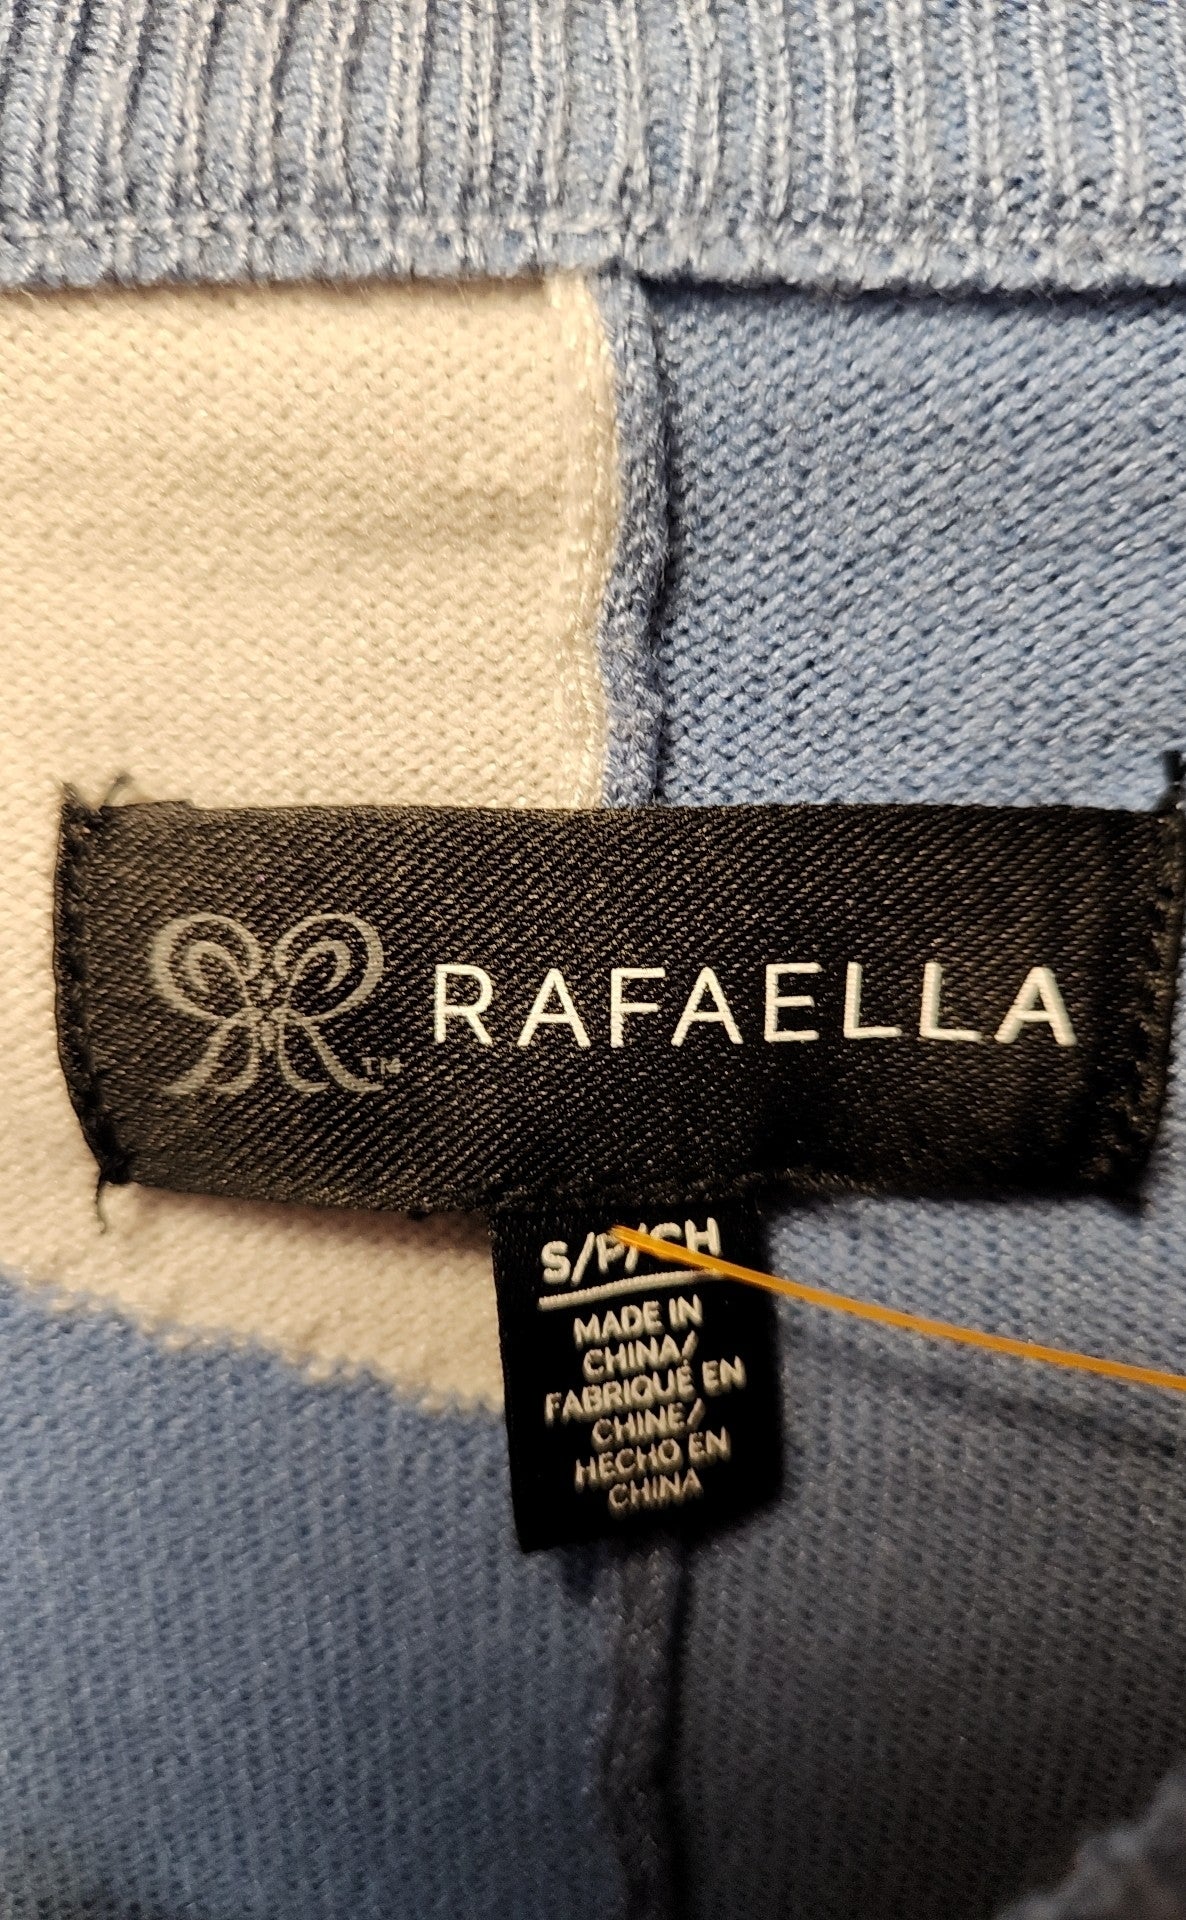 RAFAELLA
TM
S/P/CH
MADE IN
CHINA/
FABRIQUÉ EN
CHINE/
HECHO EN
CHINA